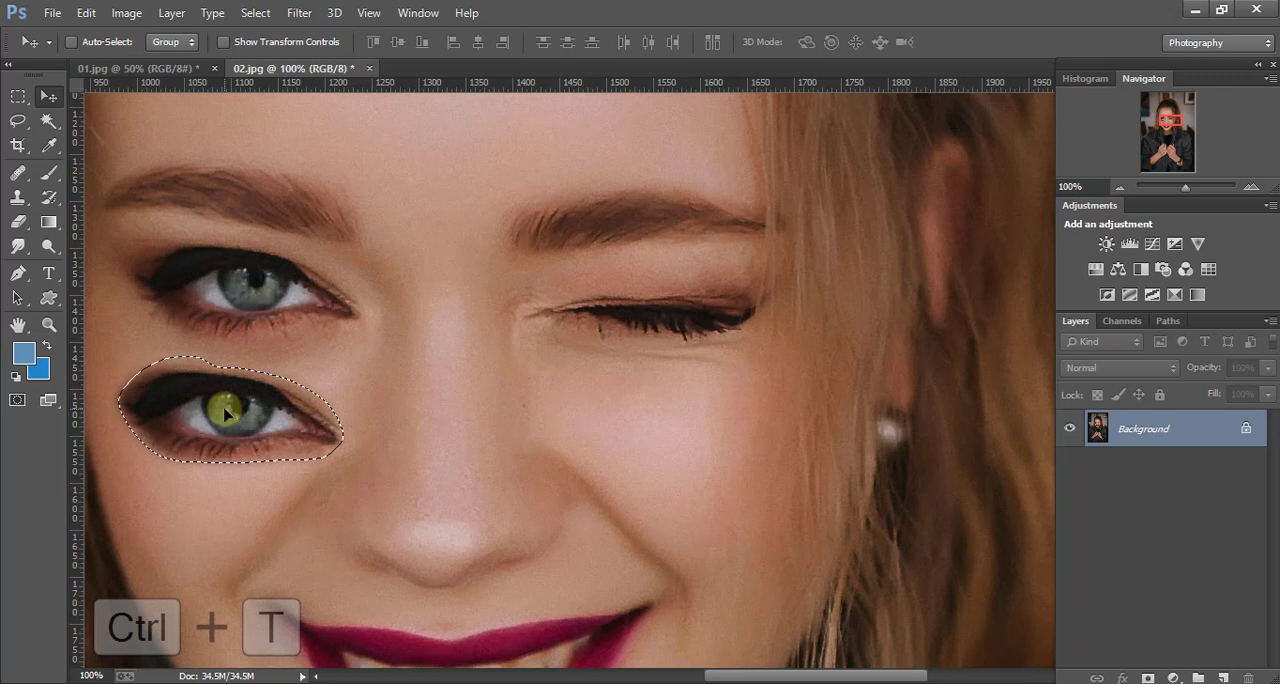 Ps File Edit Image Layer Type Select Filter 3D View Window Help
Auto-Select: Group Show Transform Controls 3D Mode: Photography
01.jpg @ 50% (RGB/8#) * × 02.jpg @ 100% (RGB/8) * ×
950 1000 1050 1100 1150 1200 1250 1300 1350 1400 1450 1500 1550 1600 1650 1700 1750 1800 1850 1900 1950
Histogram Navigator
100%
Adjustments
Add an adjustment
Layers Channels Paths
Kind
Normal Opacity: 100%
Lock: Fill: 100%
Background
Ctrl + T
100% Doc: 34.5M/34.5M